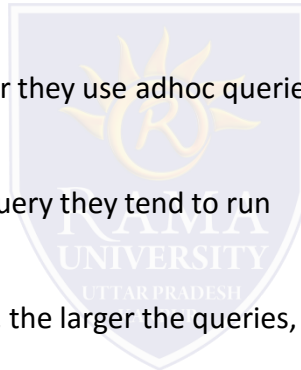 r they use adhoc querie
uery they tend to run
RAMA
UNIVERSITY
UTTAR PRADESH
the larger the queries,